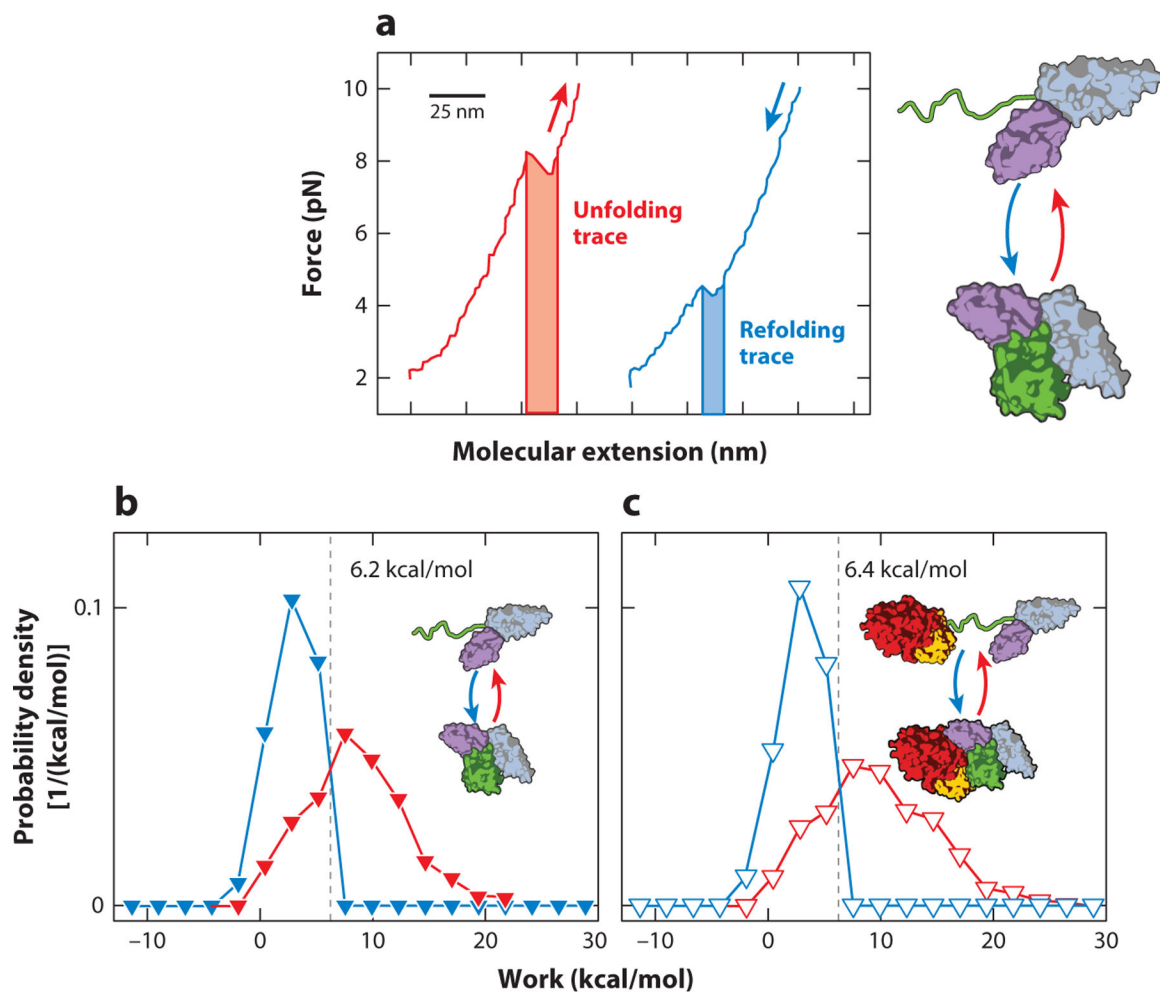 a
10
8
6
4
2
Force (pN)
25 nm
Unfolding
trace
Refolding
trace
Molecular extension (nm)
b
c
6.2 kcal/mol
6.4 kcal/mol
0.1
0
Probability density
[1/(kcal/mol)]
–10
0
10
20
30
–10
0
10
20
30
Work (kcal/mol)